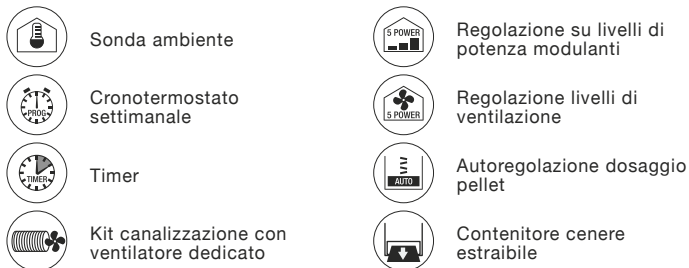 Sonda ambiente
PROG.
Cronotermostato
settimanale
TIMER
Timer
Kit canalizzazione con
ventilatore dedicato
5 POWER
Regolazione su livelli di
potenza modulanti
5 POWER
Regolazione livelli di
ventilazione
AUTO
Autoregolazione dosaggio
pellet
Contenitore cenere
estraibile